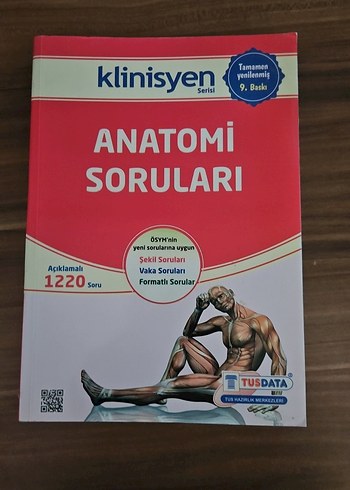 klinisyen
Serisi
Tamamen
yenilenmiş
9. Baskı
ANATOMİ
SORULARI
ÖSYM'nin
yeni sorularına uygun
Şekil Soruları
Vaka Soruları
Formatlı Sorular
Açıklamalı
1220 Soru
TUSDATA
TUS HAZIRLIK MERKEZLERİ